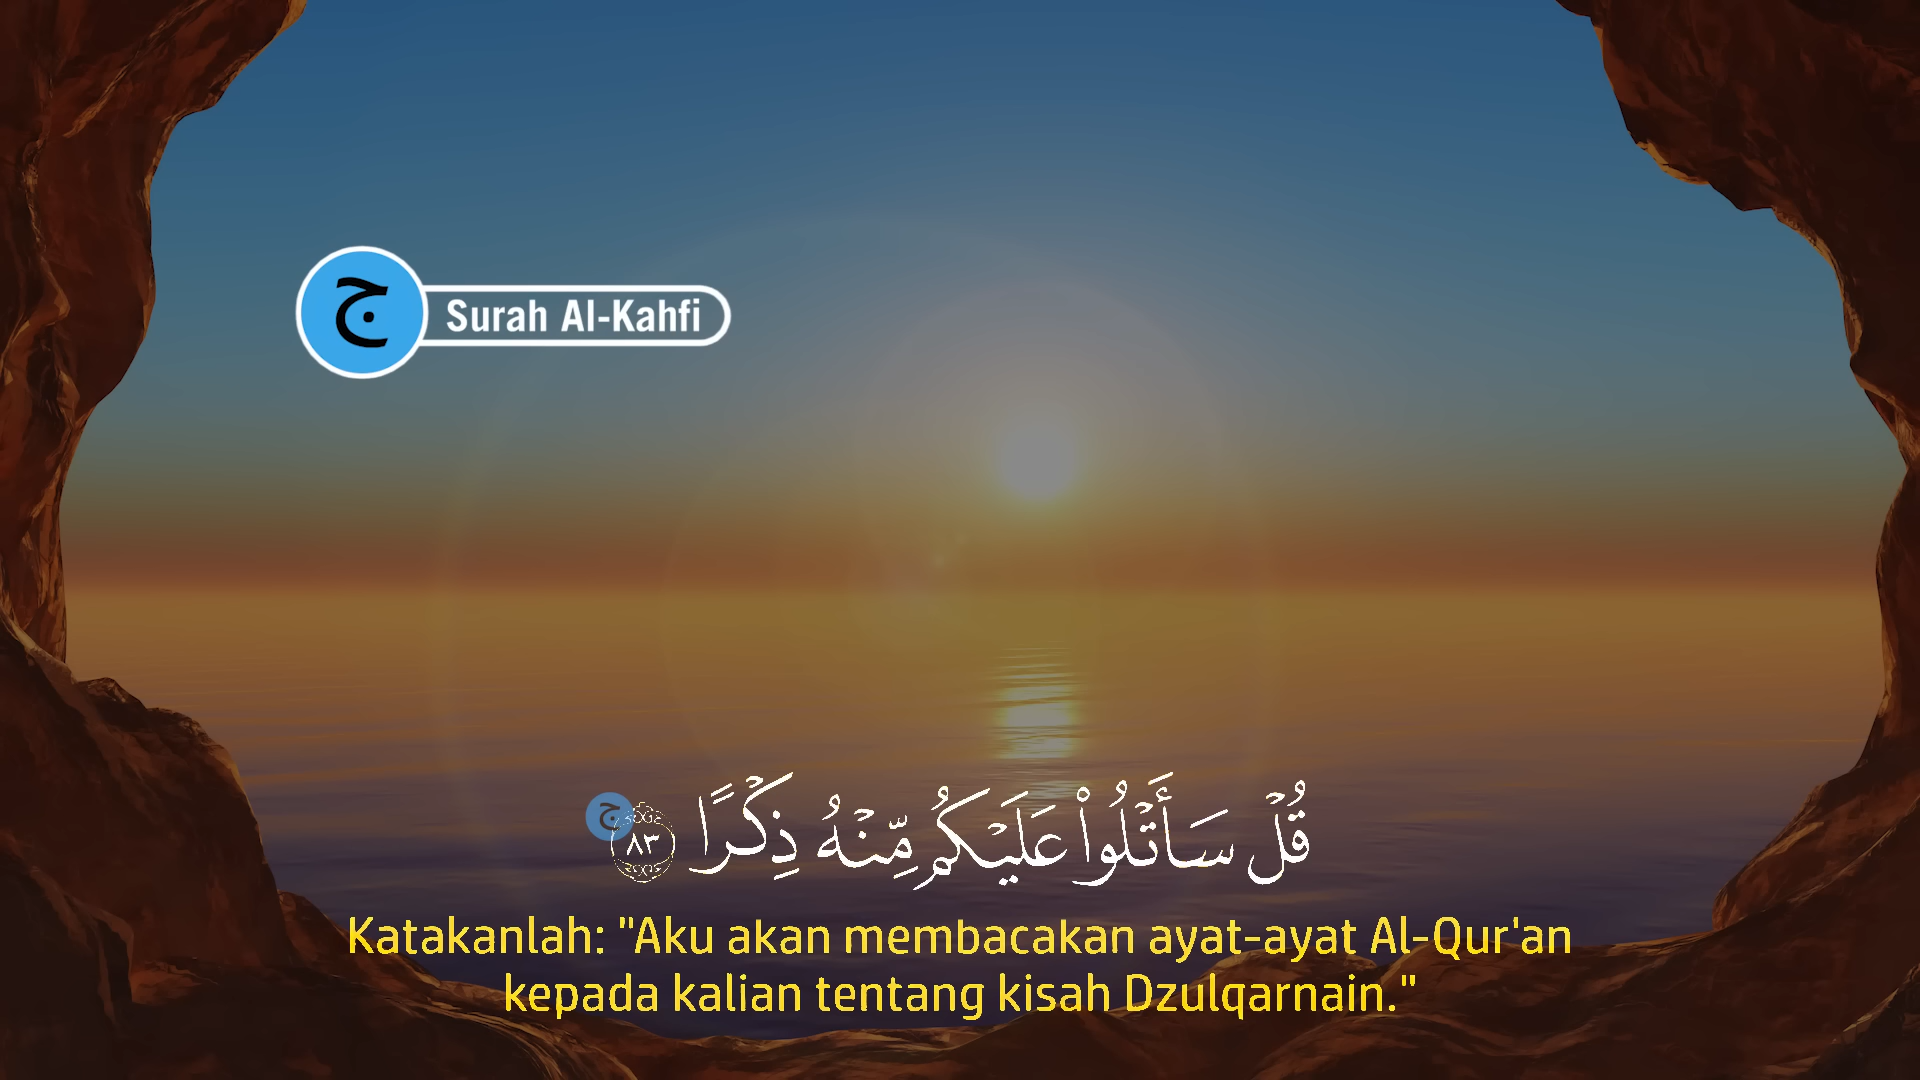 ج
Surah Al-Kahfi
قُلْ سَأَتْلُوا۟ عَلَيْكُم مِّنْهُ ذِكْرًا ٨٣
ج
Katakanlah: "Aku akan membacakan ayat-ayat Al-Qur'an
kepada kalian tentang kisah Dzulqarnain."